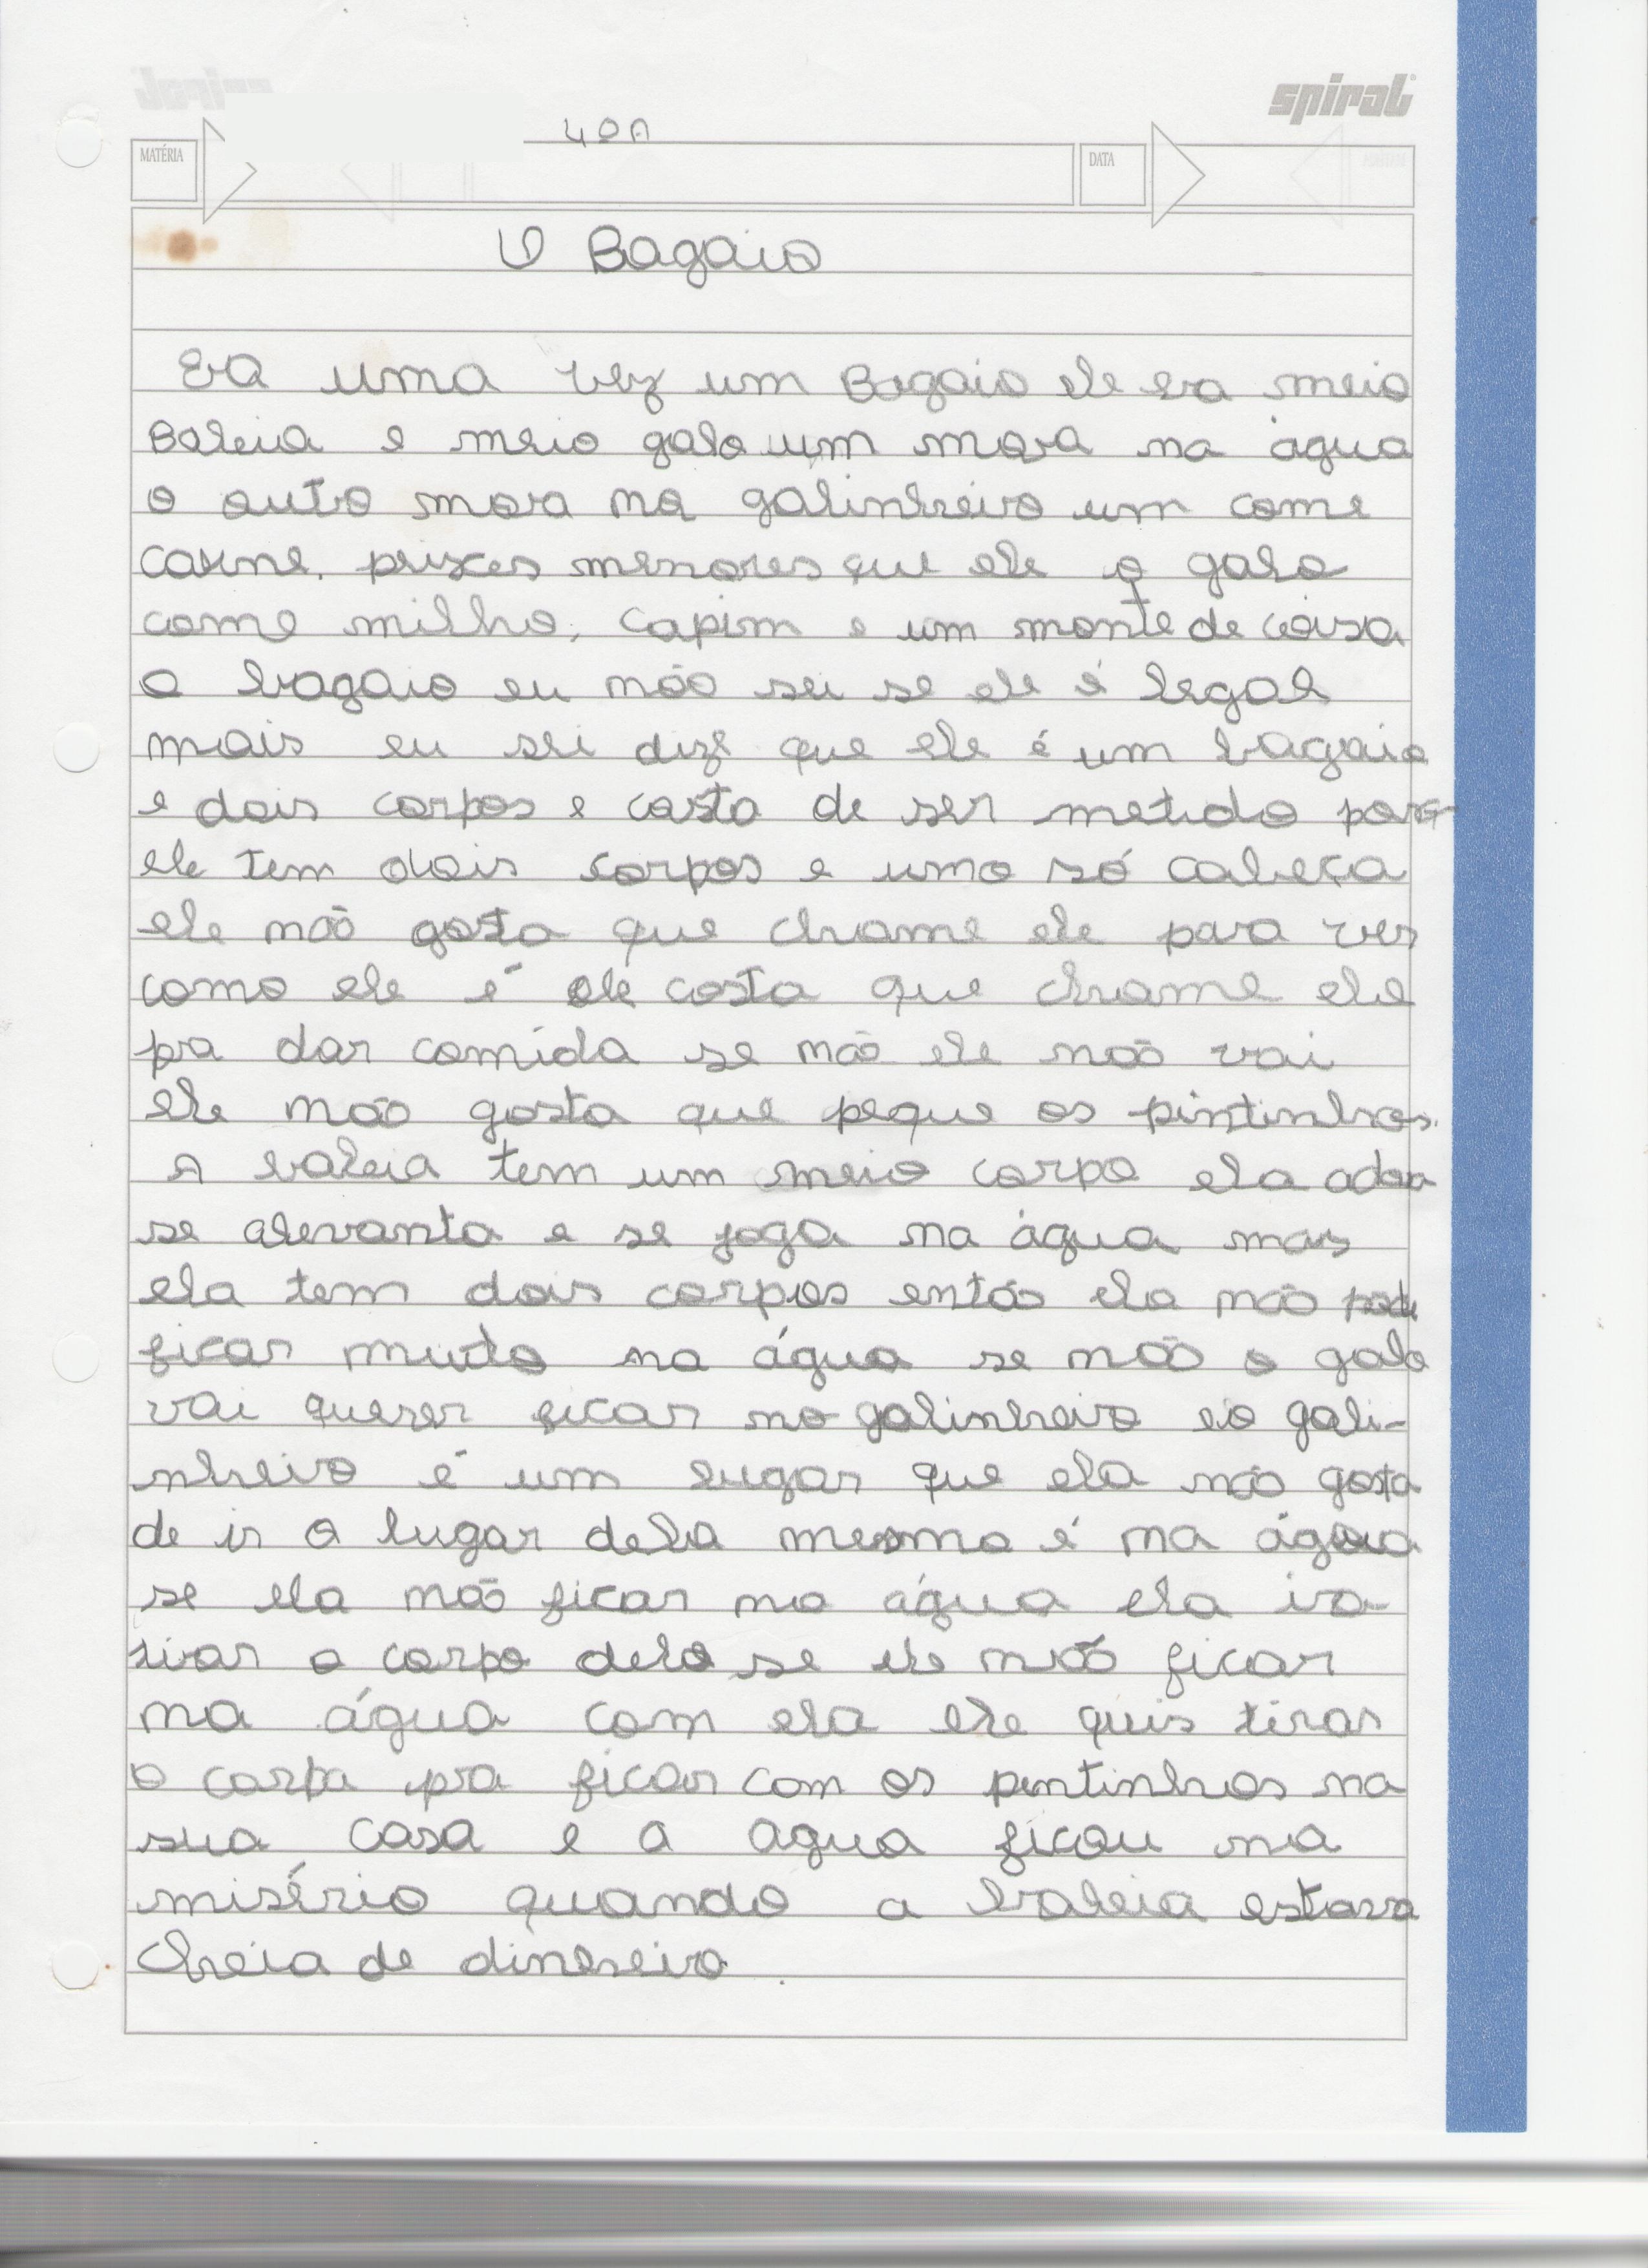 spiral
4ºA
MATÉRIA
DATA
O Bagaio
Era uma vez um Bagaio ele era meio
Baleia e meio galo um mora na água
o outro mora no galinheiro um come
carne, peixes menores que ele o galo
come milho, capim e um monte de coisa
o bagaio eu não sei se ele é legal
mais eu sei dize que ele é um bagaio
e dois corpos e costa de ser metido porq
ele tem dois corpos e uma só cabeça
ele não gosta que chame ele para ver
como ele é ele costa que chame ele
pra dar comida se não ele não vai
ele não gosta que peque os pintinhos.
A baleia tem um meio corpo ela adora
se alevanta e se joga na água mas
ela tem dois corpos então ela não pode
ficar muito na água se não o galo
vai querer ficar no galinheiro e o gali-
nheiro é um lugar que ela não gosta
de ir o lugar dela mesmo é na água
se ela não ficar na água ela ira
tirar o corpo dela se ele não ficar
na água com ela ele quis tirar
o corpa pra ficar com os pintinhos na
sua casa e a agua ficou na
misério quando a baleia estava
cheia de dinheiro.